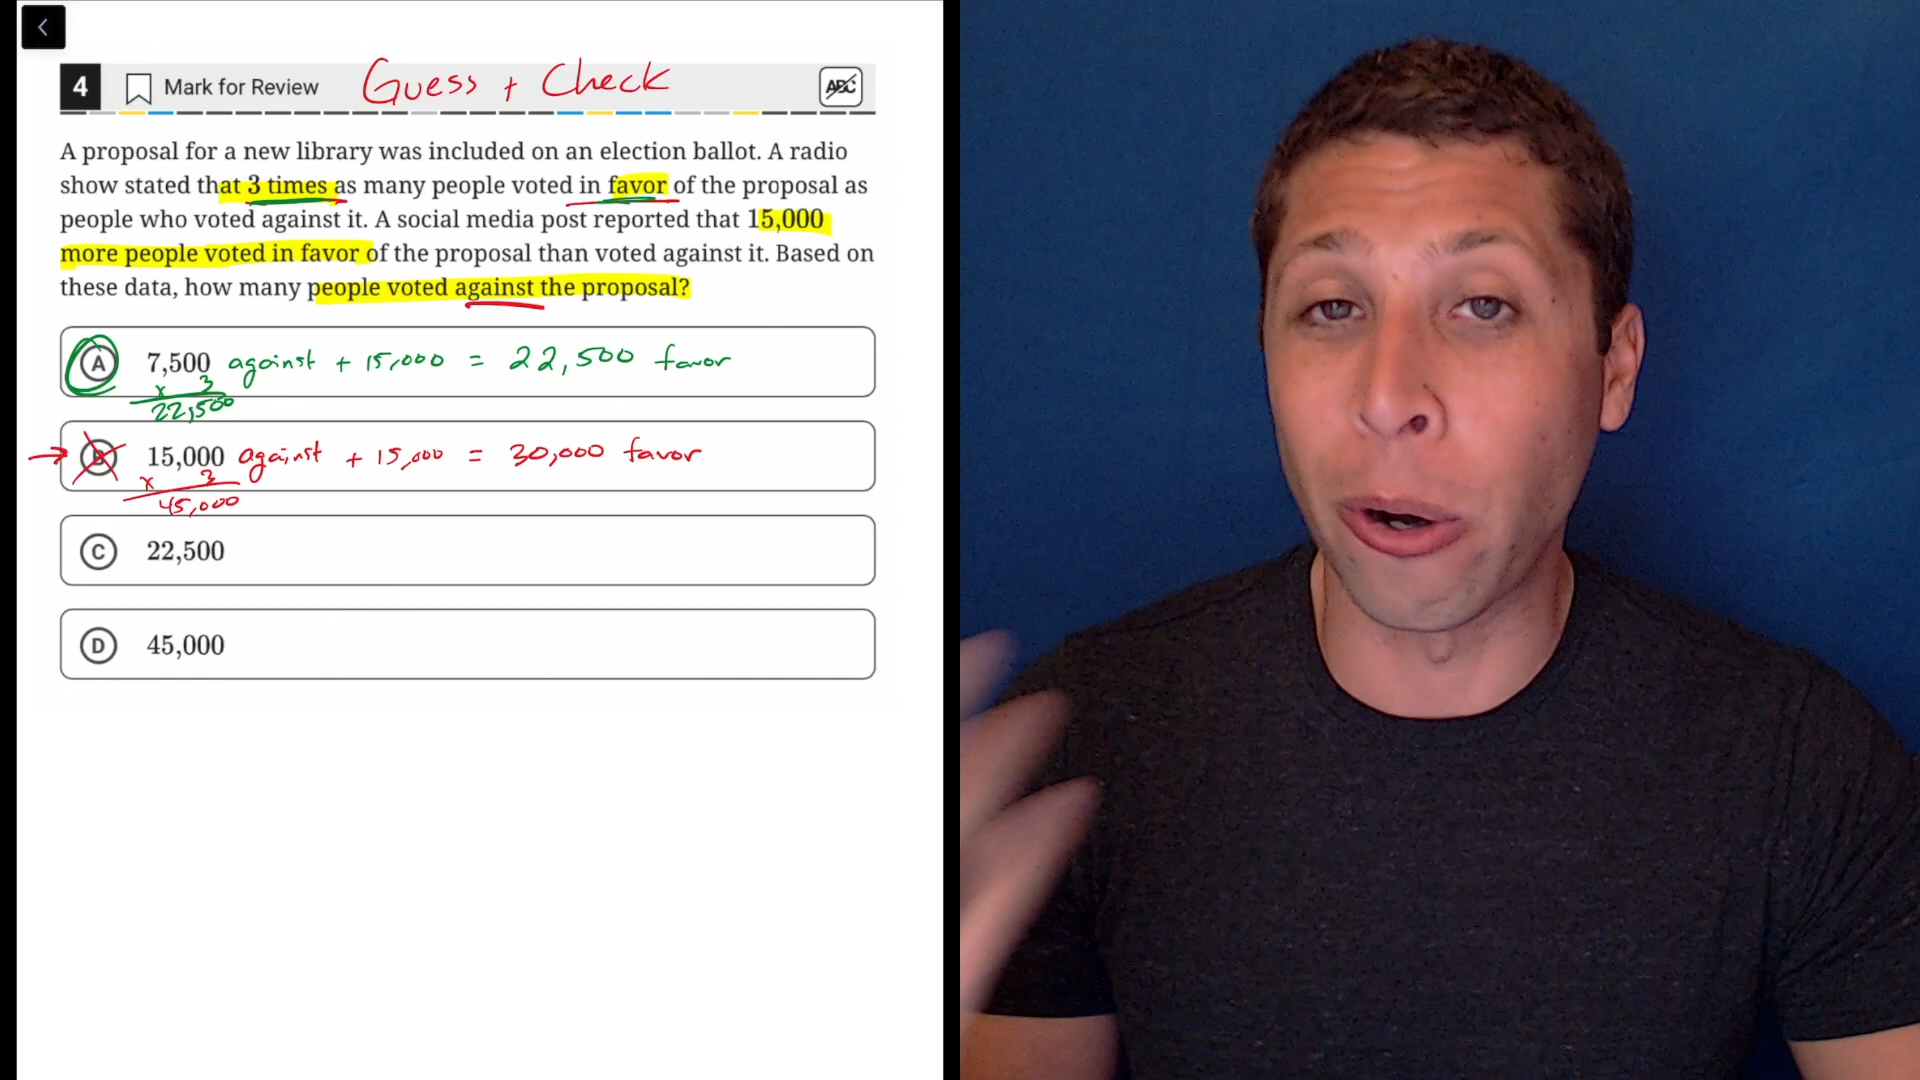 4 Mark for Review Guess + Check ABC
A proposal for a new library was included on an election ballot. A radio
show stated that 3 times as many people voted in favor of the proposal as
people who voted against it. A social media post reported that 15,000
more people voted in favor of the proposal than voted against it. Based on
these data, how many people voted against the proposal?
A 7,500 against + 15,000 = 22,500 favor
x 3
22,500
B 15,000 against + 15,000 = 30,000 favor
x 3
45,000
C 22,500
D 45,000